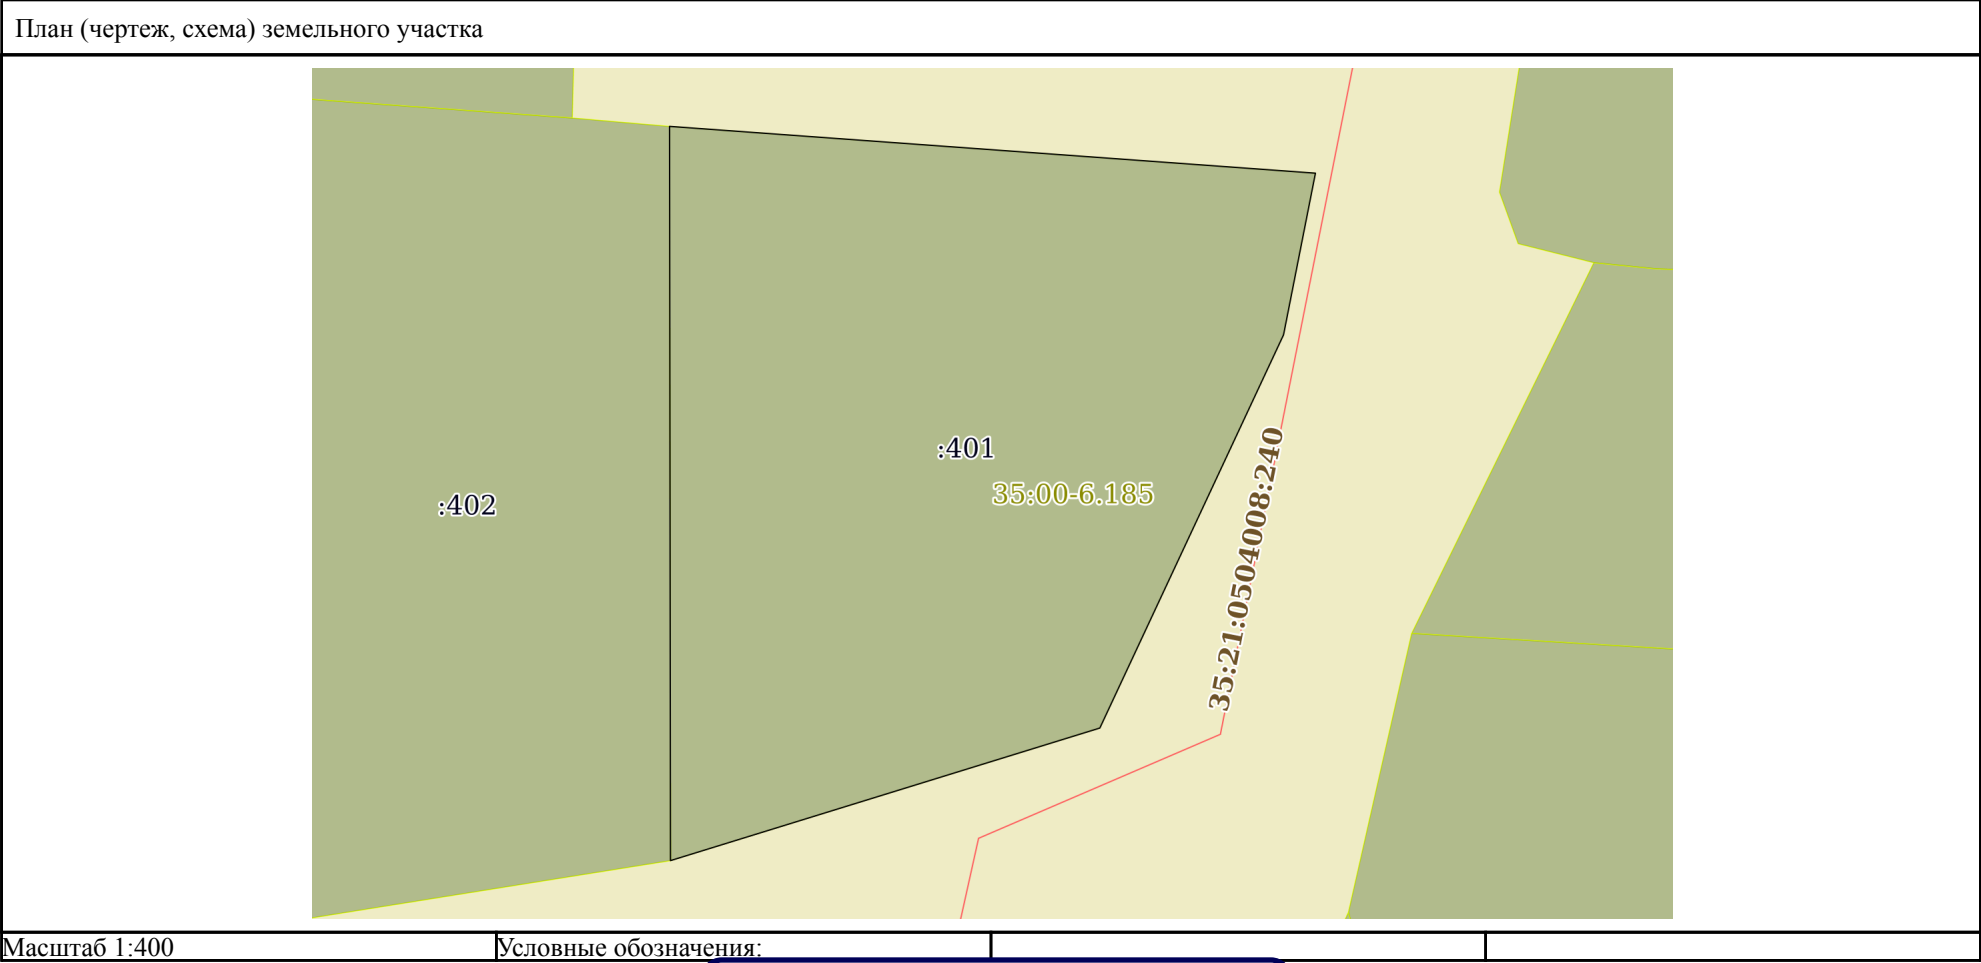 План (чертеж, схема) земельного участка
:401
35:00-6.185
:402
35:21:0504008:240
Масштаб 1:400
Условные обозначения: